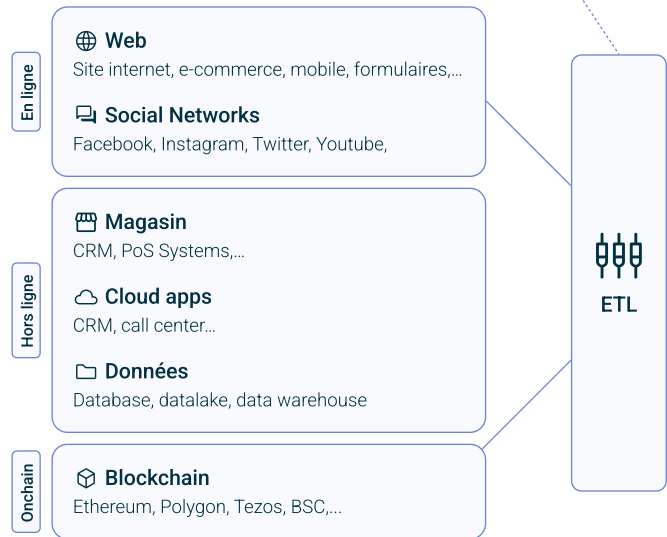 En ligne
Web
Site internet, e-commerce, mobile, formulaires,...
Social Networks
Facebook, Instagram, Twitter, Youtube,
Hors ligne
Magasin
CRM, PoS Systems,...
Cloud apps
CRM, call center...
Données
Database, datalake, data warehouse
Onchain
Blockchain
Ethereum, Polygon, Tezos, BSC,...
ETL